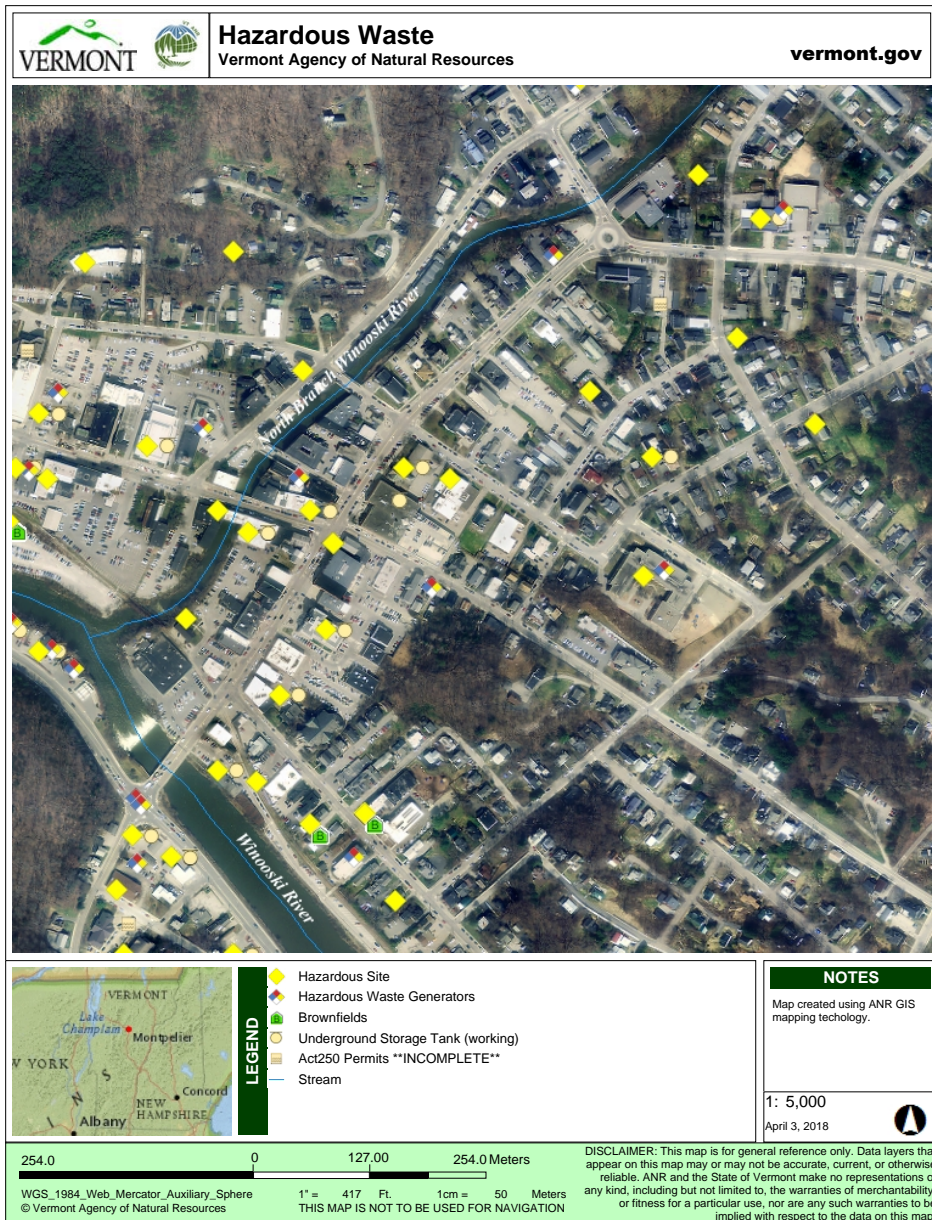 VERMONT
Hazardous Waste
Vermont Agency of Natural Resources
vermont.gov
North Branch Winooski River
B
B
B
Winooski River
VERMONT
Lake
Champlain
Montpelier
W YORK
I N S
Concord
NEW
HAMPSHIRE
Albany
LEGEND
Hazardous Site
Hazardous Waste Generators
B
Brownfields
Underground Storage Tank (working)
Act250 Permits **INCOMPLETE**
Stream
NOTES
Map created using ANR GIS
mapping techology.
1: 5,000
April 3, 2018
254.0
0
127.00
254.0 Meters
WGS_1984_Web_Mercator_Auxiliary_Sphere
© Vermont Agency of Natural Resources
1" = 417 Ft. 1cm = 50 Meters
THIS MAP IS NOT TO BE USED FOR NAVIGATION
DISCLAIMER: This map is for general reference only. Data layers tha
appear on this map may or may not be accurate, current, or otherwise
reliable. ANR and the State of Vermont make no representations o
any kind, including but not limited to, the warranties of merchantability
or fitness for a particular use, nor are any such warranties to be
implied with respect to the data on this map